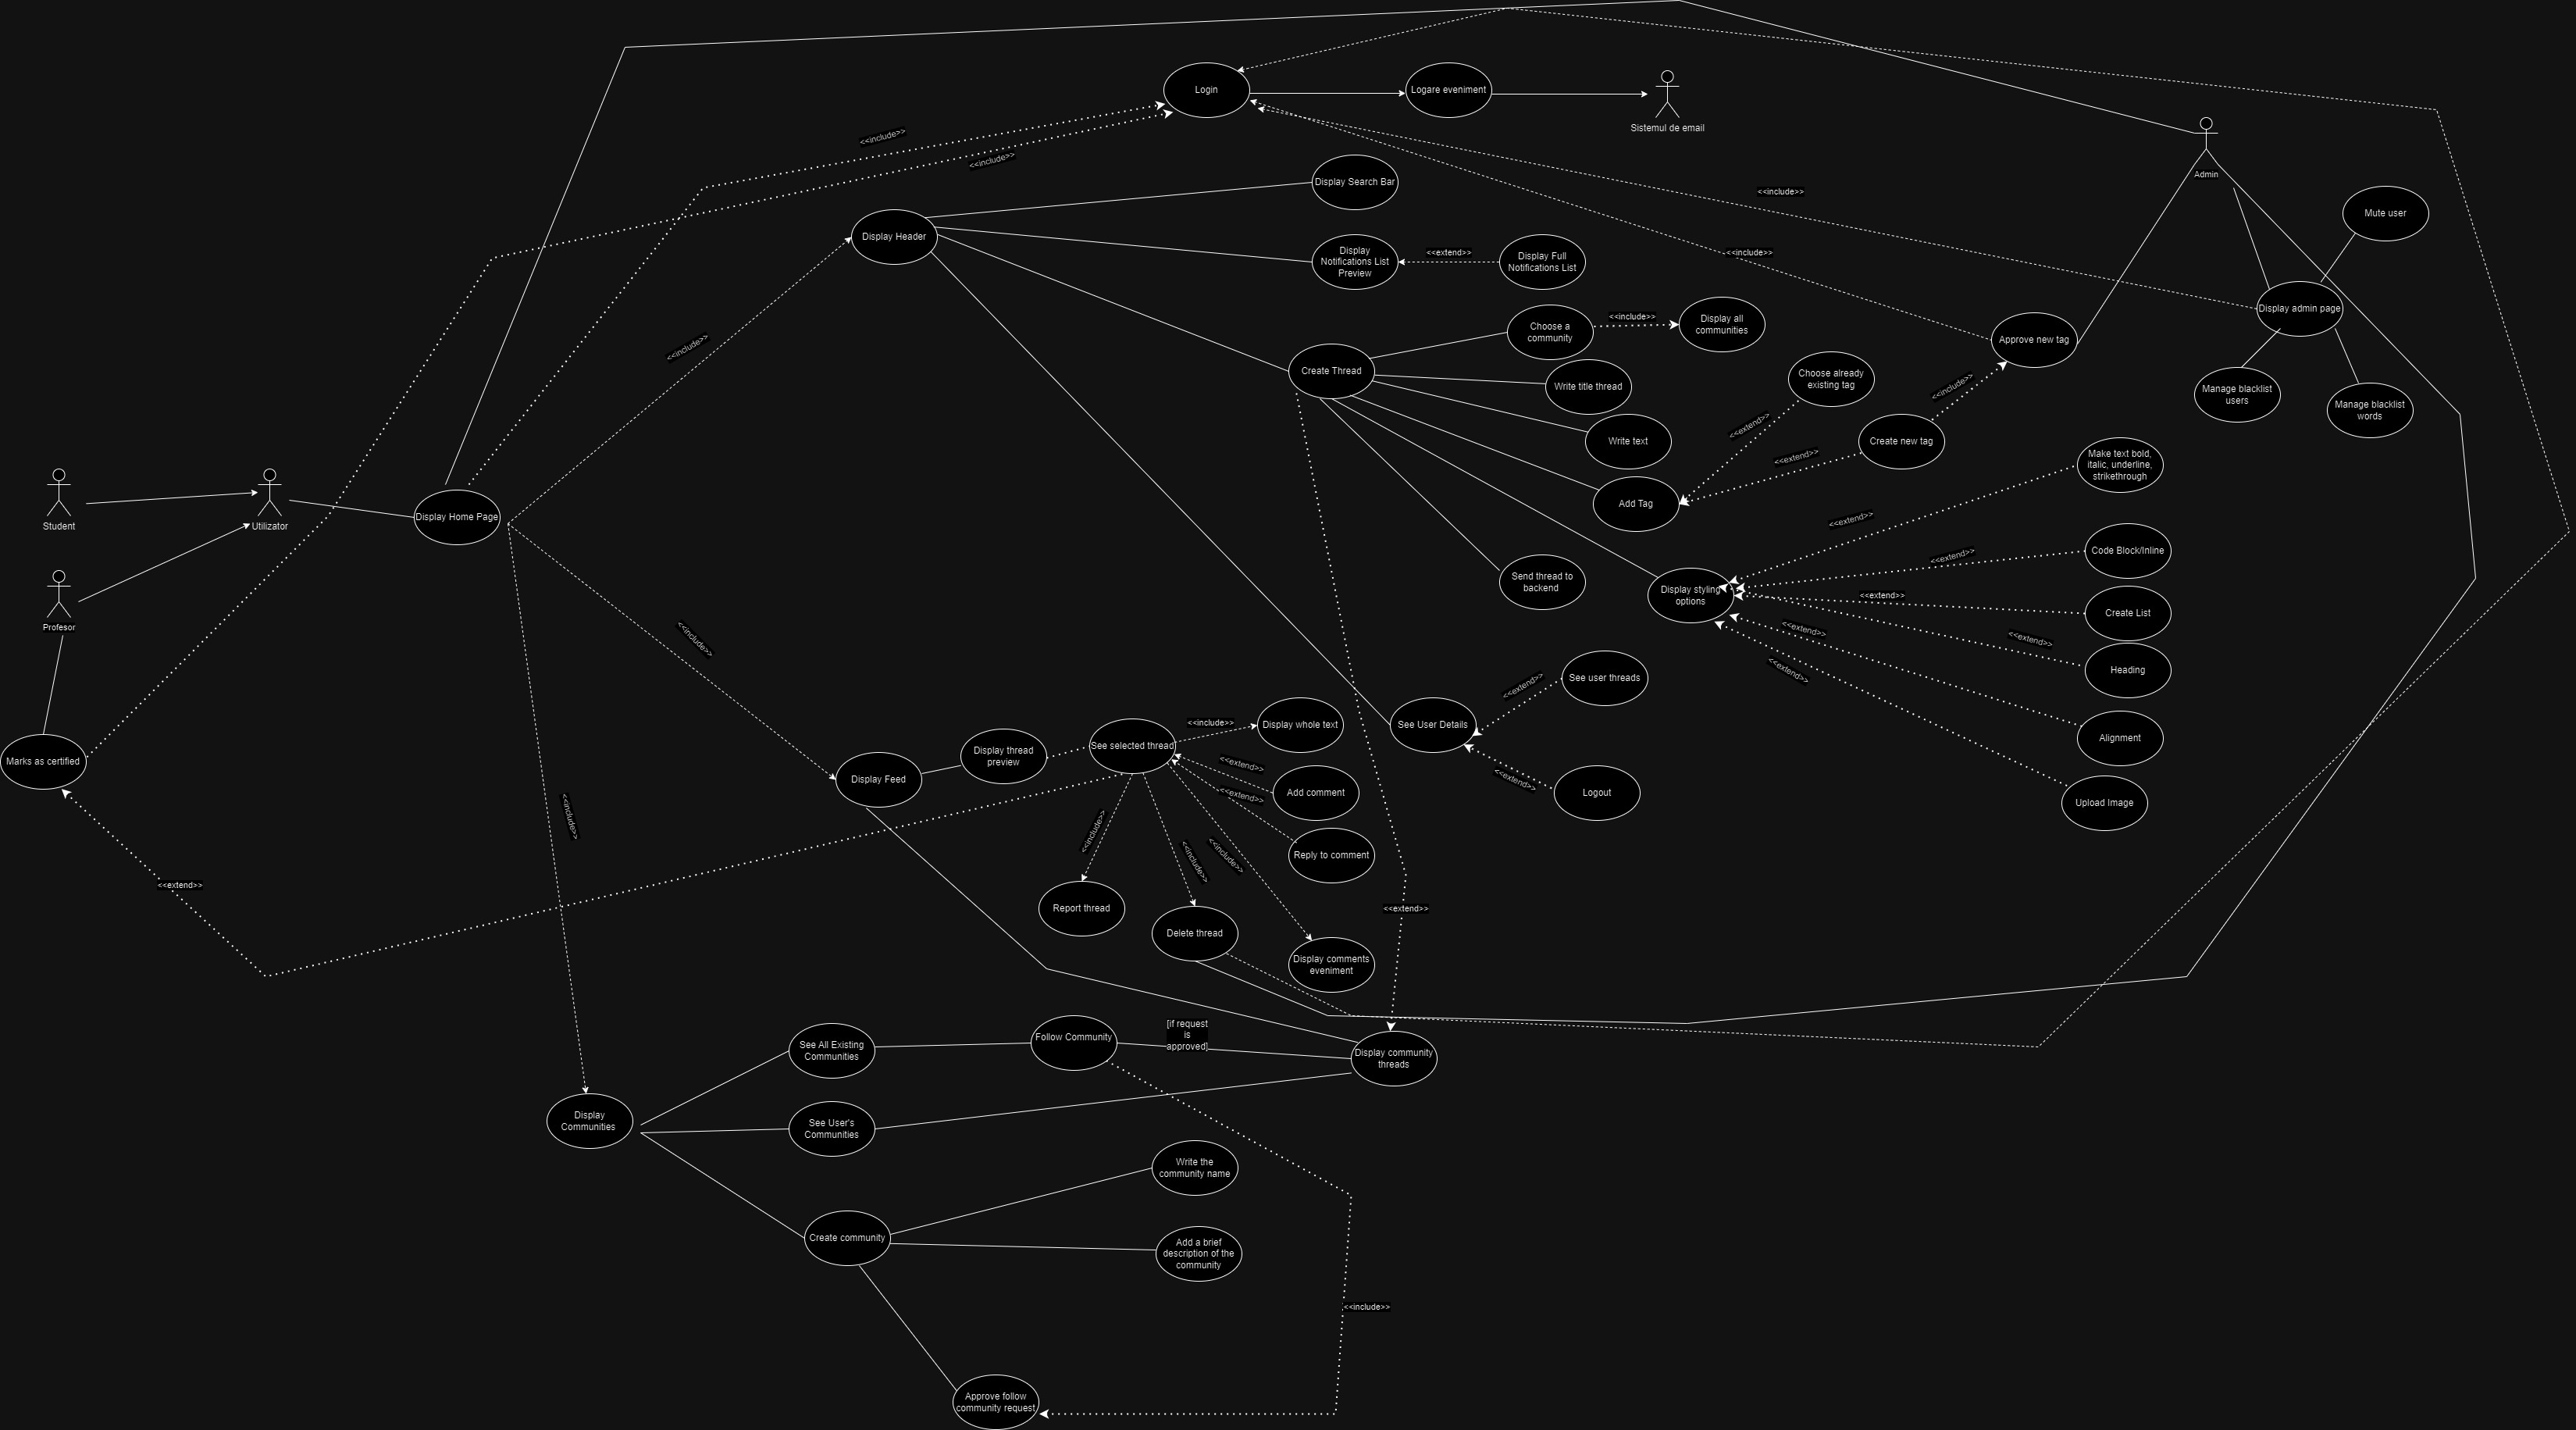 Login
Logare eveniment
Sistemul de email
Admin
<<include>>
<<include>>
<<include>>
<<include>>
Display Search Bar
Mute user
Display Header
Display
Notifications List
Preview
<<extend>>
Display Full
Notifications List
Display admin page
Choose a
community
<<include>>
Display all
communities
Approve new tag
<<include>>
Create Thread
Write title thread
Choose already
existing tag
<<include>>
Manage blacklist
users
Manage blacklist
words
<<extend>>
Write text
Create new tag
<<extend>>
Make text bold,
italic, underline,
strikethrough
Add Tag
Student
Utilizator
Display Home Page
<<extend>>
Code Block/Inline
<<extend>>
Send thread to
backend
Display styling
options
<<extend>>
Create List
Profesor
<<extend>>
<<extend>>
Heading
<<extend>>
<<include>>
See user threads
<<extend>>
See User Details
Display whole text
<<include>>
See selected thread
Display thread
preview
Alignment
Marks as certified
Display Feed
<<extend>>
<<extend>>
Logout
Add comment
<<extend>>
Upload Image
<<include>>
<<include>>
<<include>>
<<include>>
Reply to comment
<<extend>>
Report thread
<<extend>>
Delete thread
Display comments
eveniment
See All Existing
Communities
Follow Community
[if request
is
approved]
Display community
threads
Display
Communities
See User's
Communities
Write the
community name
Create community
Add a brief
description of the
community
<<include>>
Approve follow
community request